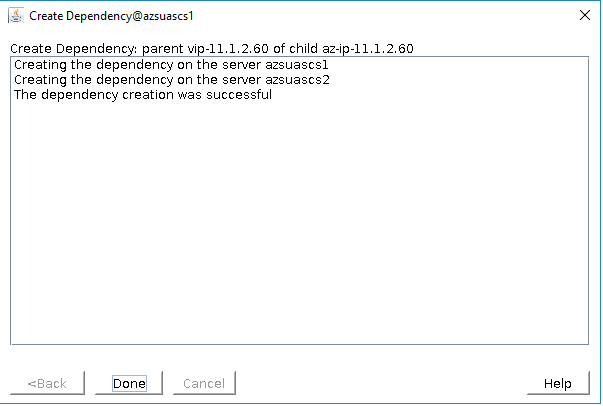 Create Dependency@azsuascs1
Create Dependency: parent vip-11.1.2.60 of child az-ip-11.1.2.60
Creating the dependency on the server azsuascs1
Creating the dependency on the server azsuascs2
The dependency creation was successful
<Back Done Cancel Help